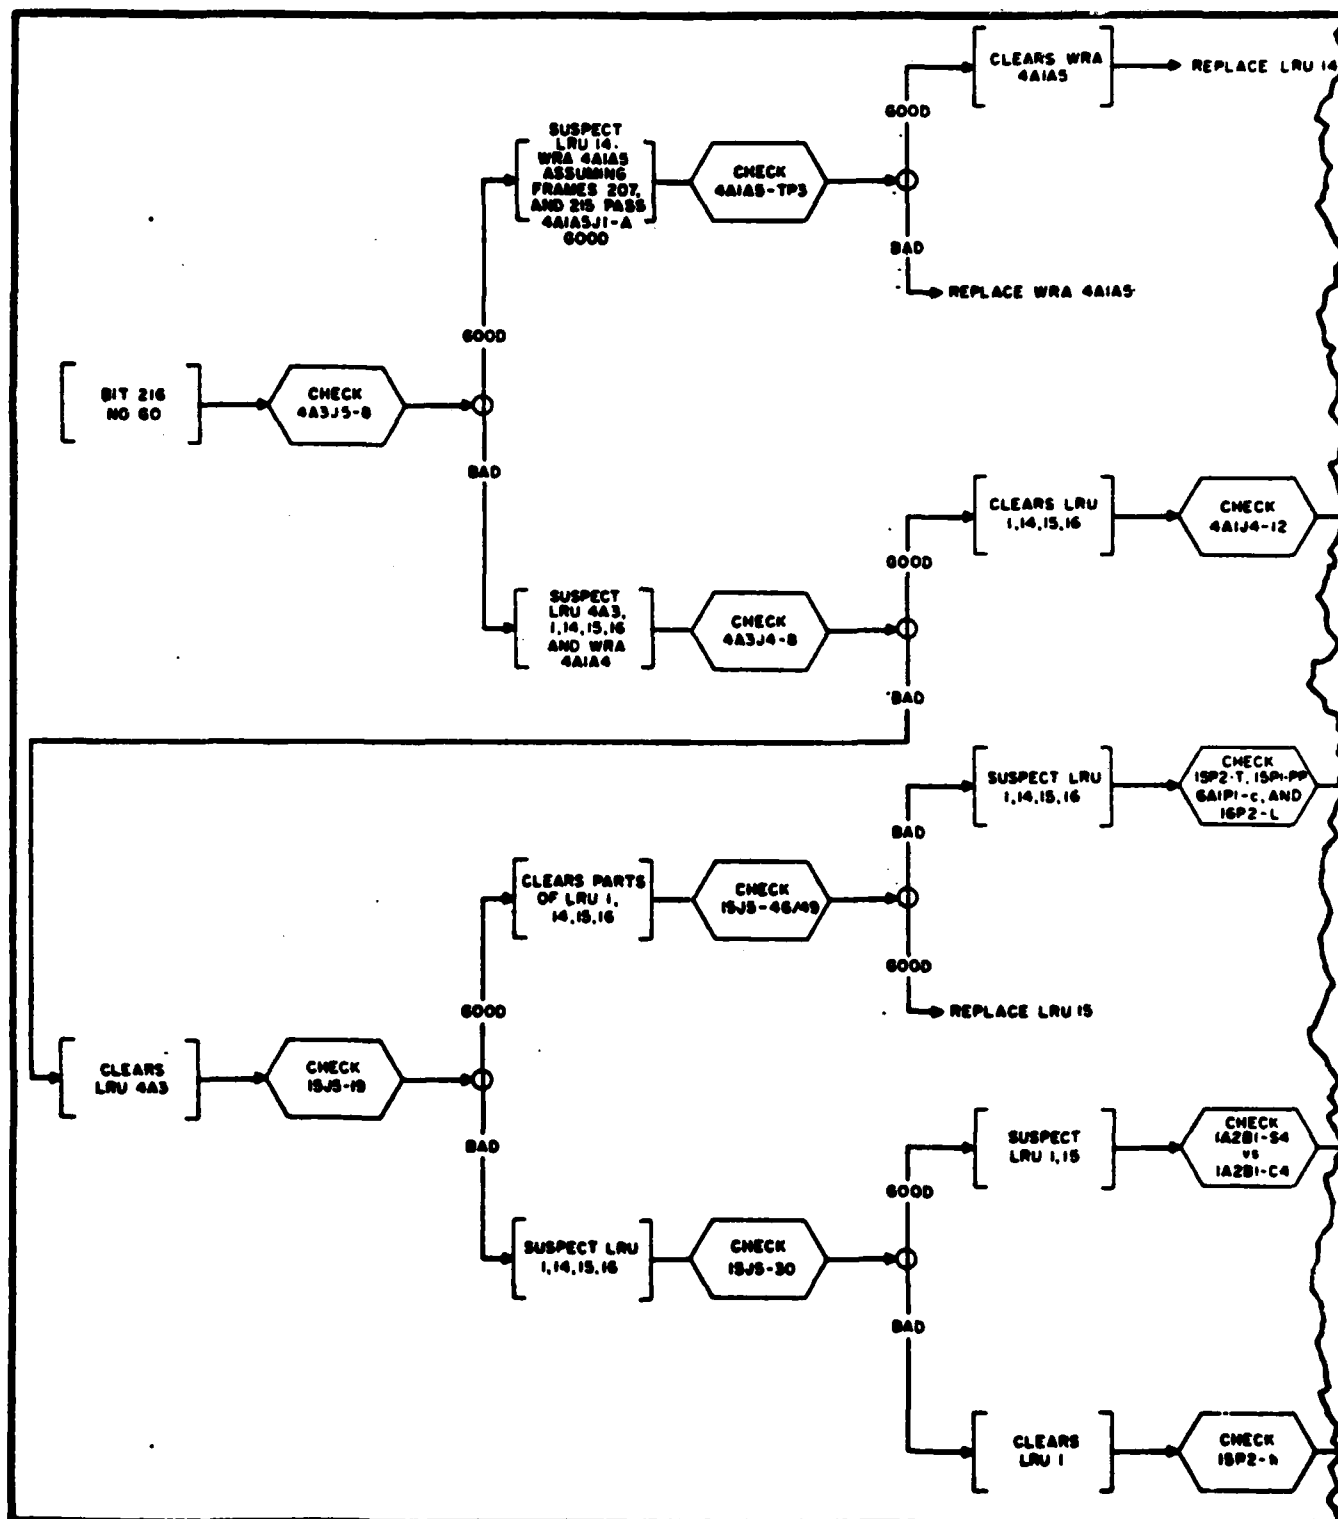 CLEARS WRA
4A1A5
REPLACE LRU 14
GOOD
SUSPECT
LRU 14.
WRA 4A1A5
ASSUMING
FRAMES 207,
AND 215 PASS
4A1A5J1-A
GOOD
CHECK
4A1A5-TP3
BAD
REPLACE WRA 4A1A5
GOOD
BIT 216
NO GO
CHECK
4A3J5-8
BAD
CLEARS LRU
1,14,15,16
CHECK
4A1J4-12
GOOD
SUSPECT
LRU 4A3,
1,14,15,16
AND WRA
4A1A4
CHECK
4A3J4-8
BAD
SUSPECT LRU
1,14,15,16
CHECK
15P2-T, 15P1-PP
6A1P1-c, AND
16P2-L
BAD
CLEARS PARTS
OF LRU 1,
14,15,16
CHECK
15J5-46/49
GOOD
REPLACE LRU 15
GOOD
CLEARS
LRU 4A3
CHECK
15J5-19
BAD
SUSPECT
LRU 1,15
CHECK
1A2B1-S4
vs
1A2B1-C4
GOOD
SUSPECT LRU
1,14,15,16
CHECK
15J5-30
BAD
CLEARS
LRU 1
CHECK
15P2-h